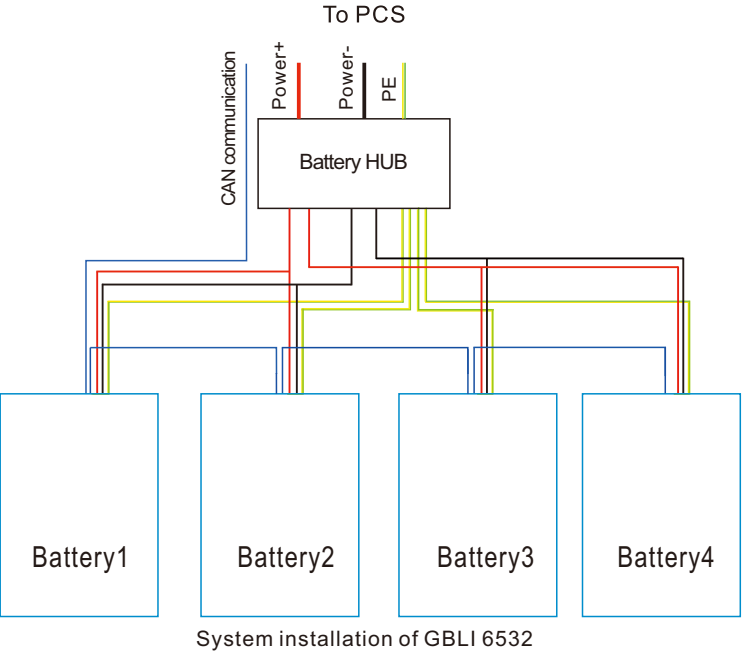 To PCS
CAN communication
Power+
Power-
PE
Battery HUB
Battery1
Battery2
Battery3
Battery4
System installation of GBLI 6532